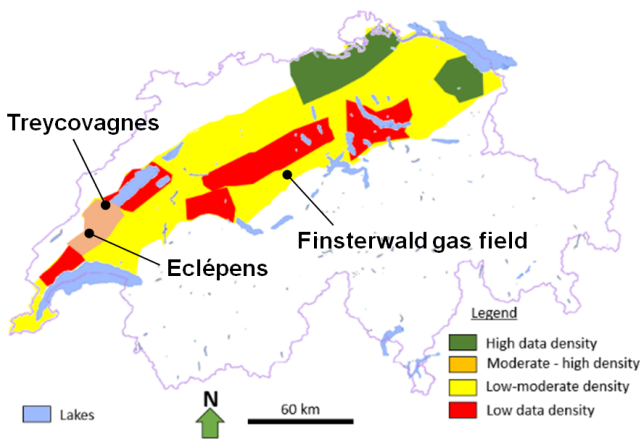 Treycovagnes
Eclépens
Finsterwald gas field
Legend
High data density
Moderate - high density
Low-moderate density
Low data density
Lakes
N
60 km